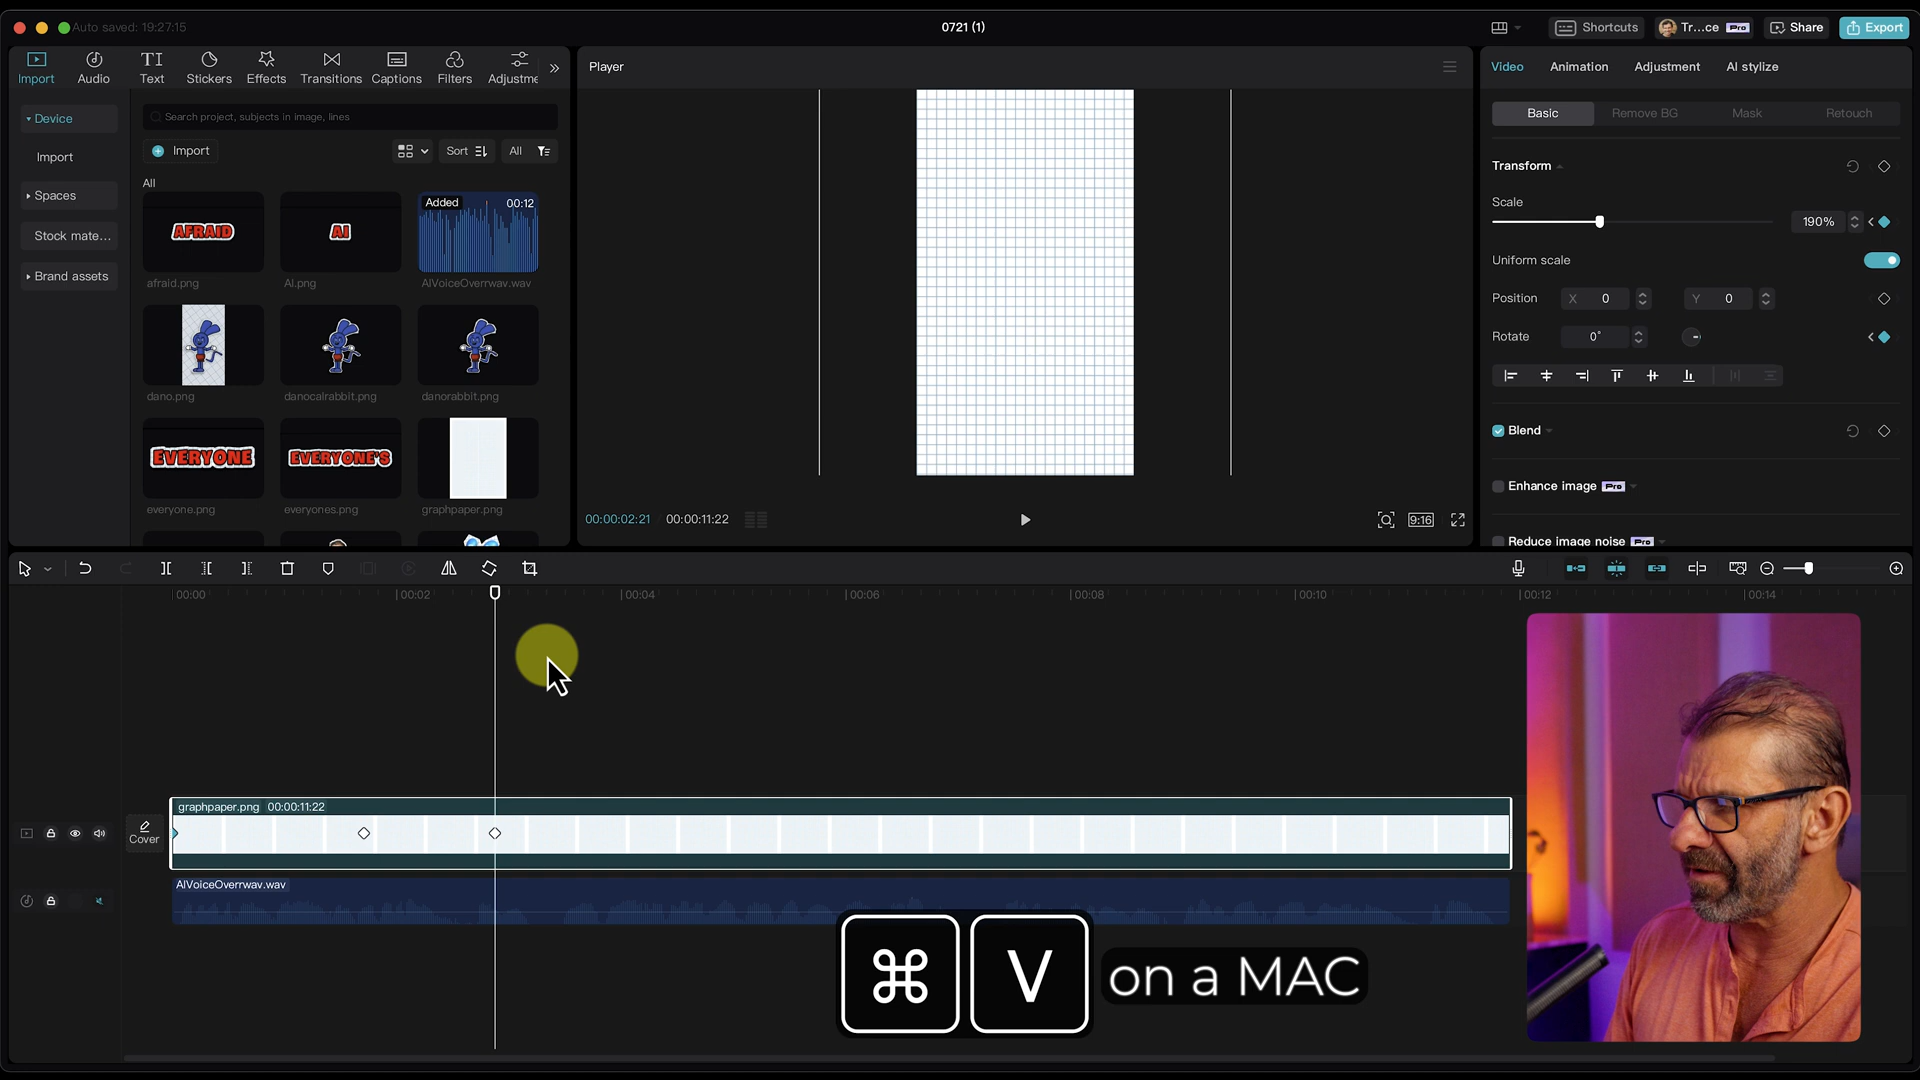 Auto saved: 19:27:15
0721 (1)
Shortcuts
Tr...ce Pro
Share
Export
Import
Audio
TI
Text
Stickers
Effects
Transitions
Captions
Filters
Adjustme
Device
Import
Spaces
Stock mate...
Brand assets
Search project, subjects in image, lines
Import
Sort
All
All
AFRAID
afraid.png
AI
AI.png
Added 00:12
AIVoiceOverrwav.wav
dano.png
danocalrabbit.png
danorabbit.png
EVERYONE
everyone.png
EVERYONE'S
everyones.png
graphpaper.png
Player
00:00:02:21
00:00:11:22
9:16
Video
Animation
Adjustment
AI stylize
Basic
Remove BG
Mask
Retouch
Transform
Scale
190%
Uniform scale
Position X 0 Y 0
Rotate 0°
Blend
Enhance image Pro
Reduce image noise Pro
00:00
00:02
00:04
00:06
00:08
00:10
00:12
00:14
Cover
graphpaper.png 00:00:11:22
AIVoiceOverrwav.wav
⌘ V on a MAC